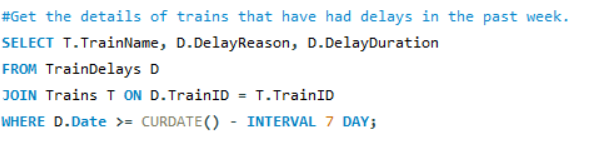 #Get the details of trains that have had delays in the past week.
SELECT T.TrainName, D.DelayReason, D.DelayDuration
FROM TrainDelays D
JOIN Trains T ON D.TrainID = T.TrainID
WHERE D.Date >= CURDATE() - INTERVAL 7 DAY;